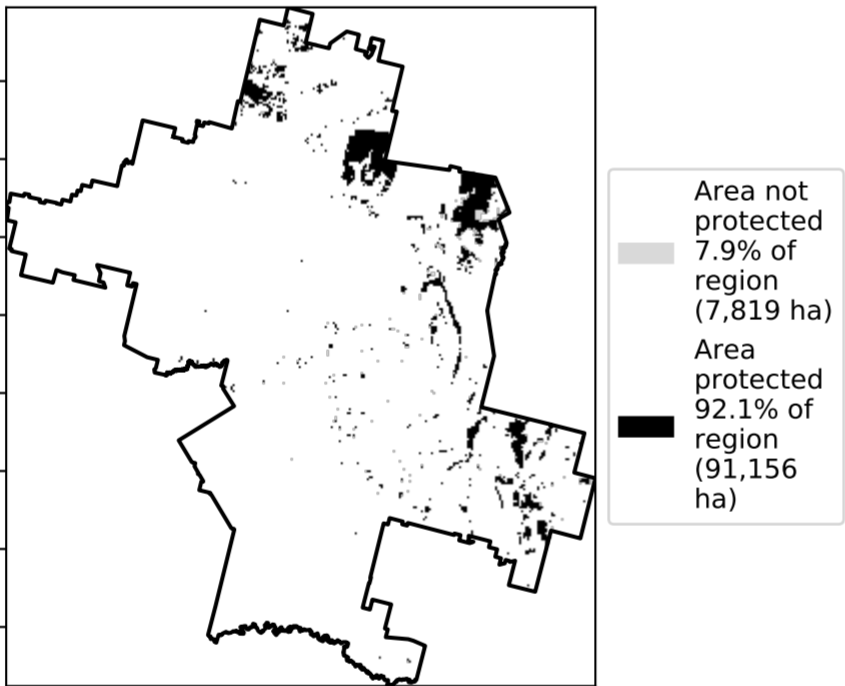 Area not
protected
7.9% of
region
(7,819 ha)
Area
protected
92.1% of
region
(91,156
ha)